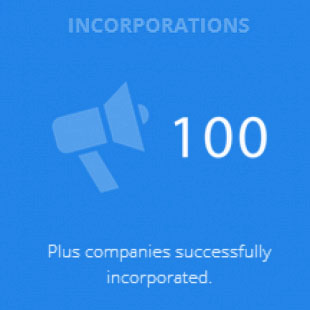 INCORPORATIONS
100
Plus companies successfully
incorporated.